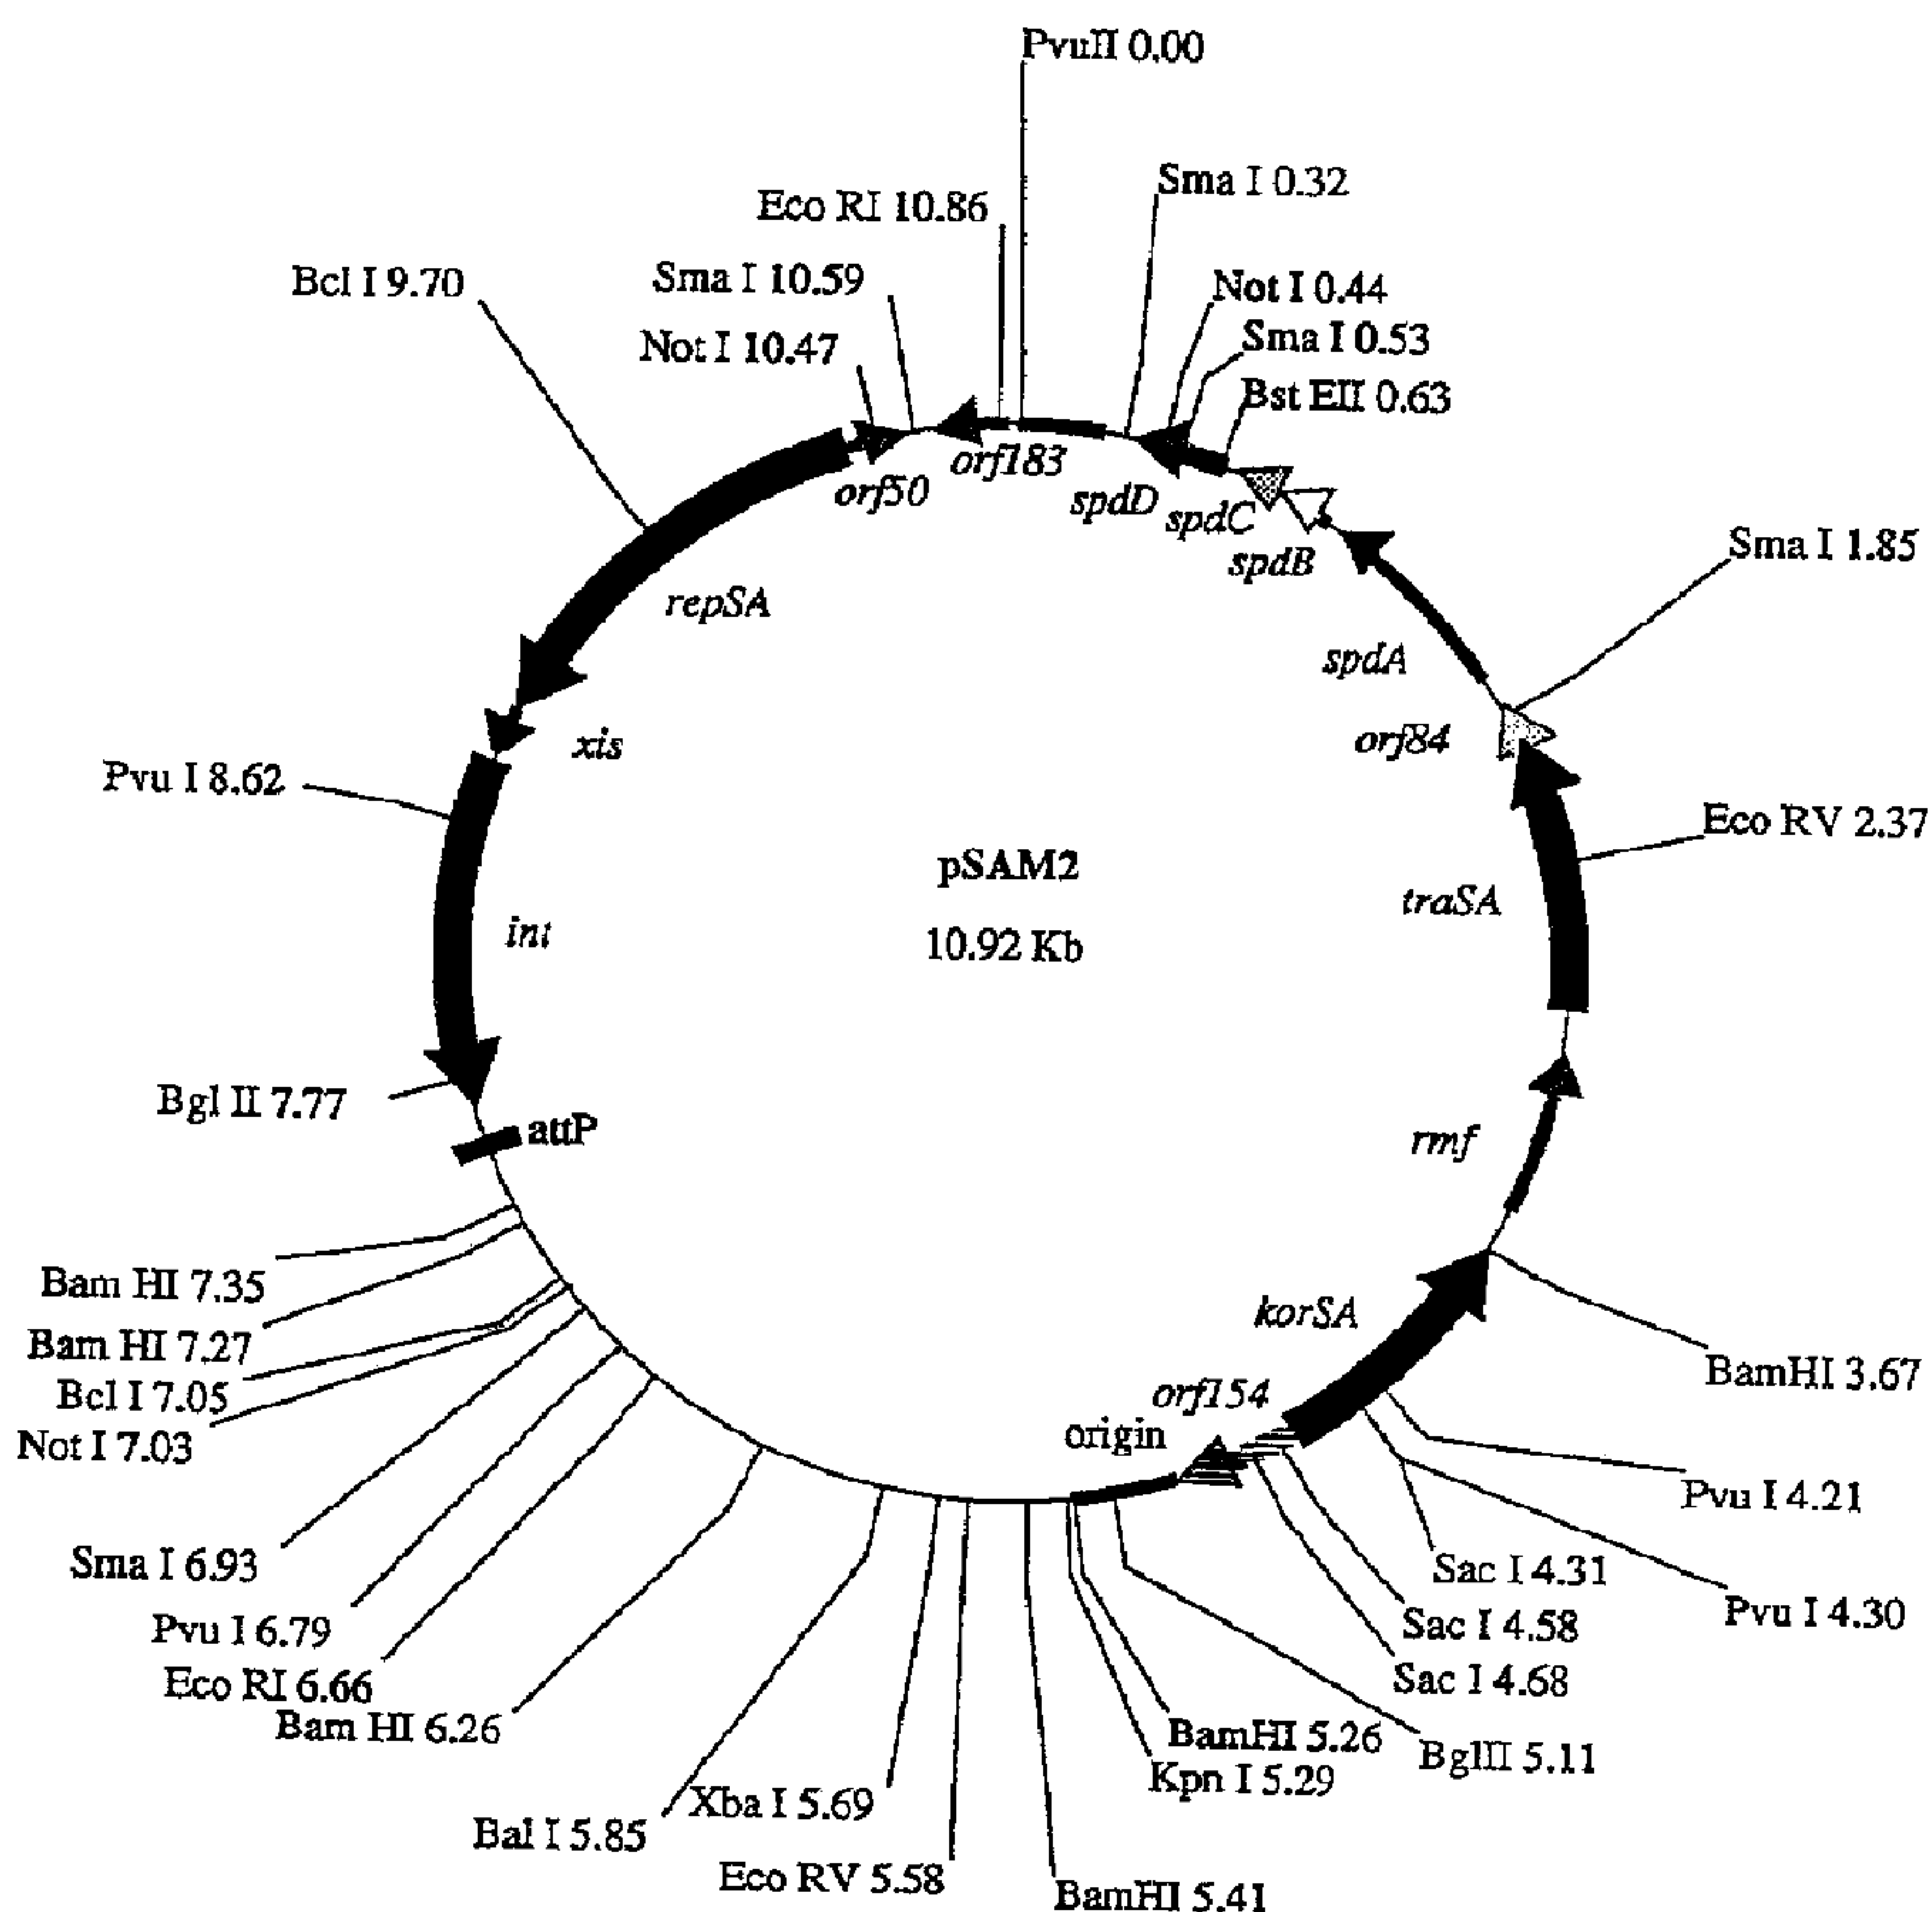 PvuII 0.00
Sma I 0.32
Eco RI 10.86
Bcl I 9.70
Sma I 10.59
Not I 0.44
Sma I 0.53
Not I 10.47
Bst EII 0.63
orf183
orf50
spdD
spdC
spdB
Sma I 1.85
repSA
spdA
xis
orf84
Pvu I 8.62
Eco RV 2.37
pSAM2
traSA
int
10.92 Kb
Bgl II 7.77
attP
rmf
Bam HI 7.35
korSA
Bam HI 7.27
BamHI 3.67
Bcl I 7.05
orf154
origin
Not I 7.03
Pvu I 4.21
Sma I 6.93
Sac I 4.31
Pvu I 4.30
Sac I 4.58
Pvu I 6.79
Eco RI 6.66
Sac I 4.68
Bam HI 6.26
BamHI 5.26
BglII 5.11
Kpn I 5.29
Xba I 5.69
Bal I 5.85
Eco RV 5.58
BamHI 5.41